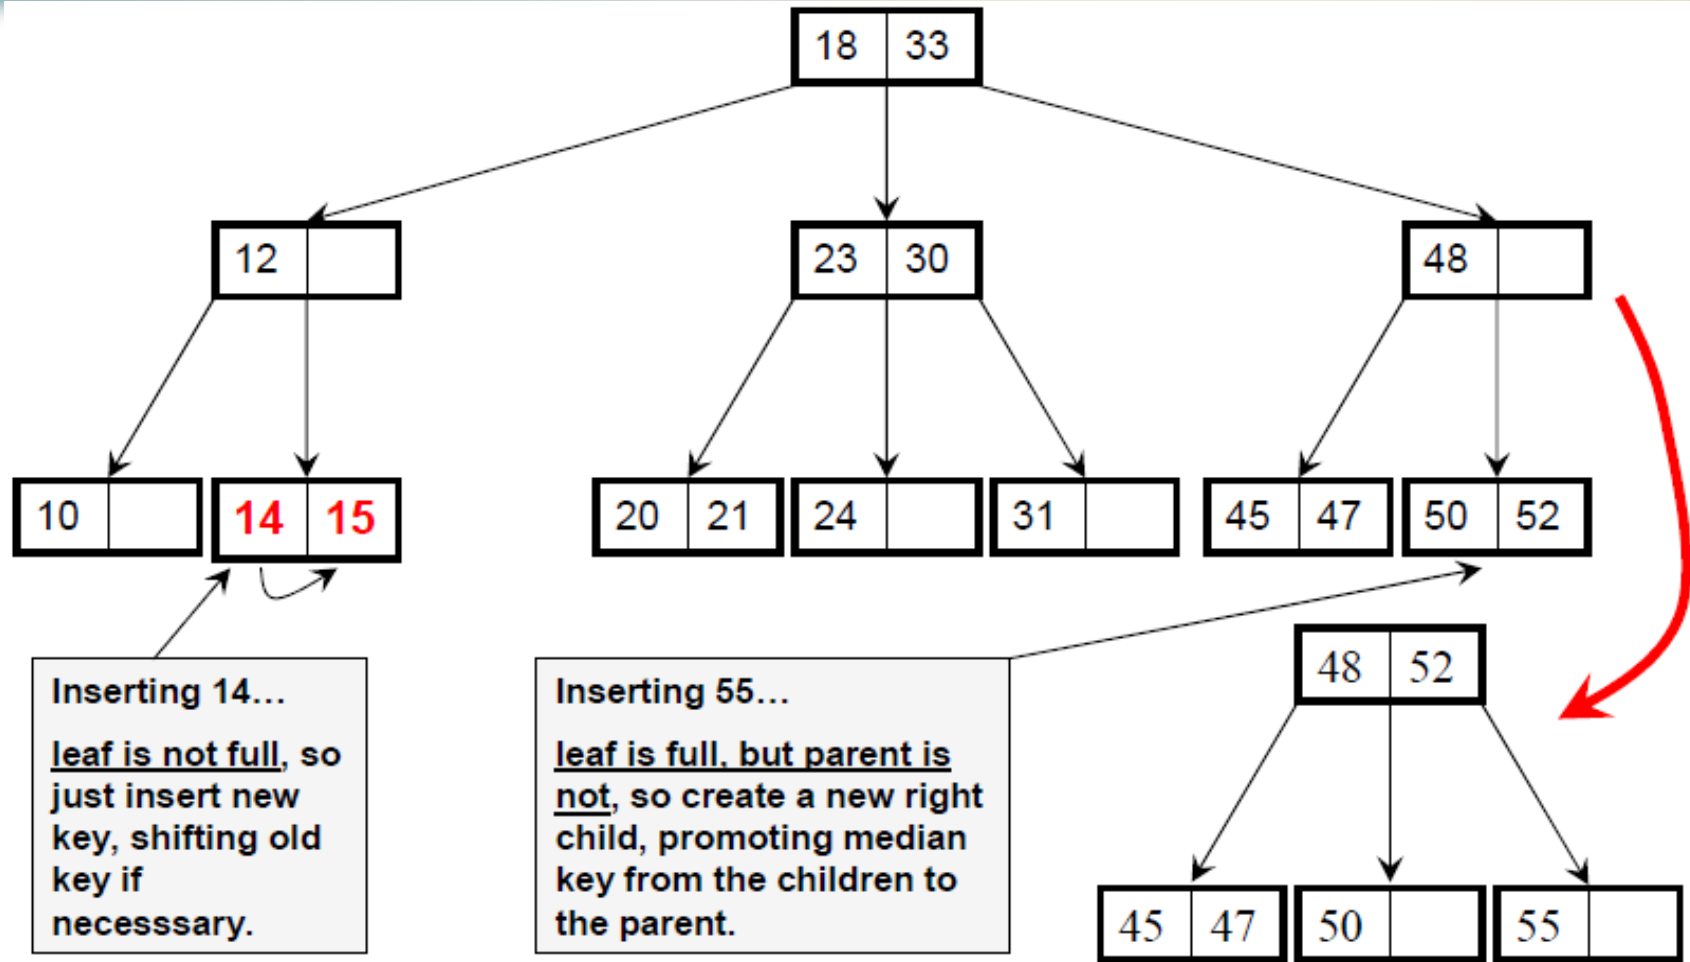 18 33
12
23 30
48
10
14 15
20 21
24
31
45 47
50 52
Inserting 14...
leaf is not full, so
just insert new
key, shifting old
key if
necesssary.
Inserting 55...
leaf is full, but parent is
not, so create a new right
child, promoting median
key from the children to
the parent.
48 52
45 47
50
55